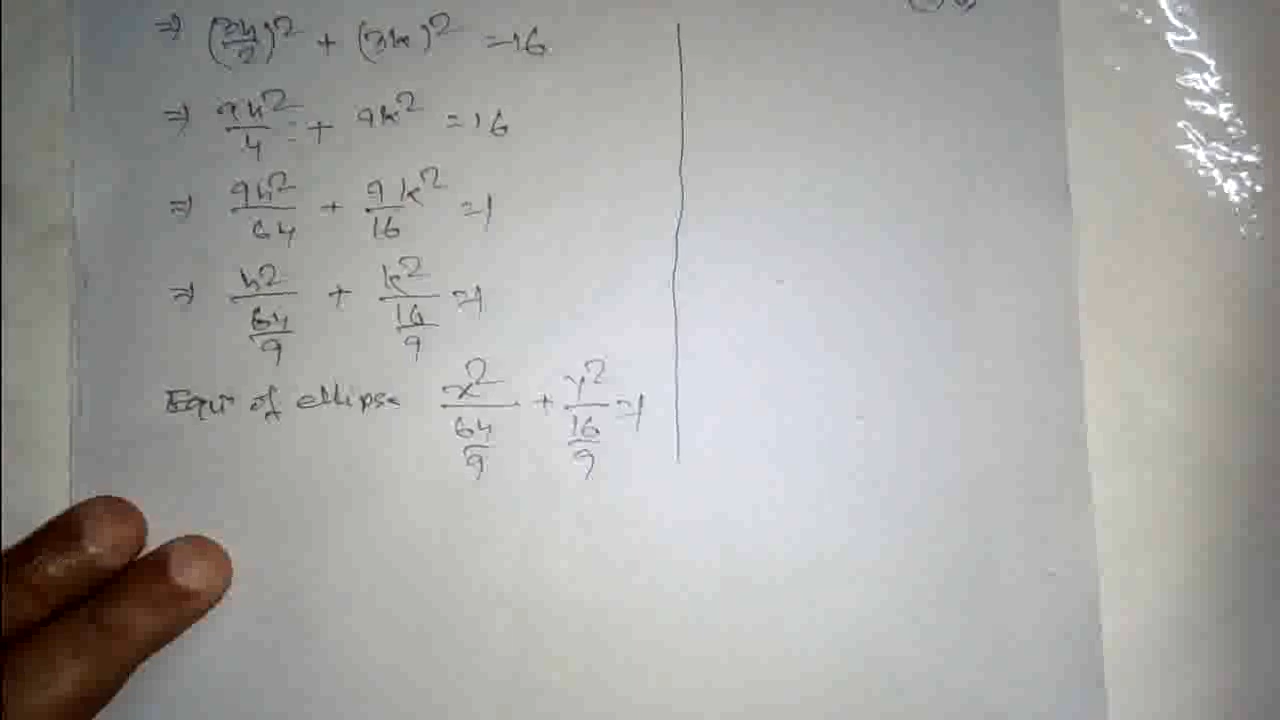 ⇒ (3h/2)² + (3k)² = 16
⇒ 9h²/4 + 9k² = 16
⇒ 9h²/64 + 9k²/16 = 1
⇒ h²/(64/9) + k²/(16/9) = 1
Equⁿ of ellipse x²/(64/9) + y²/(16/9) = 1